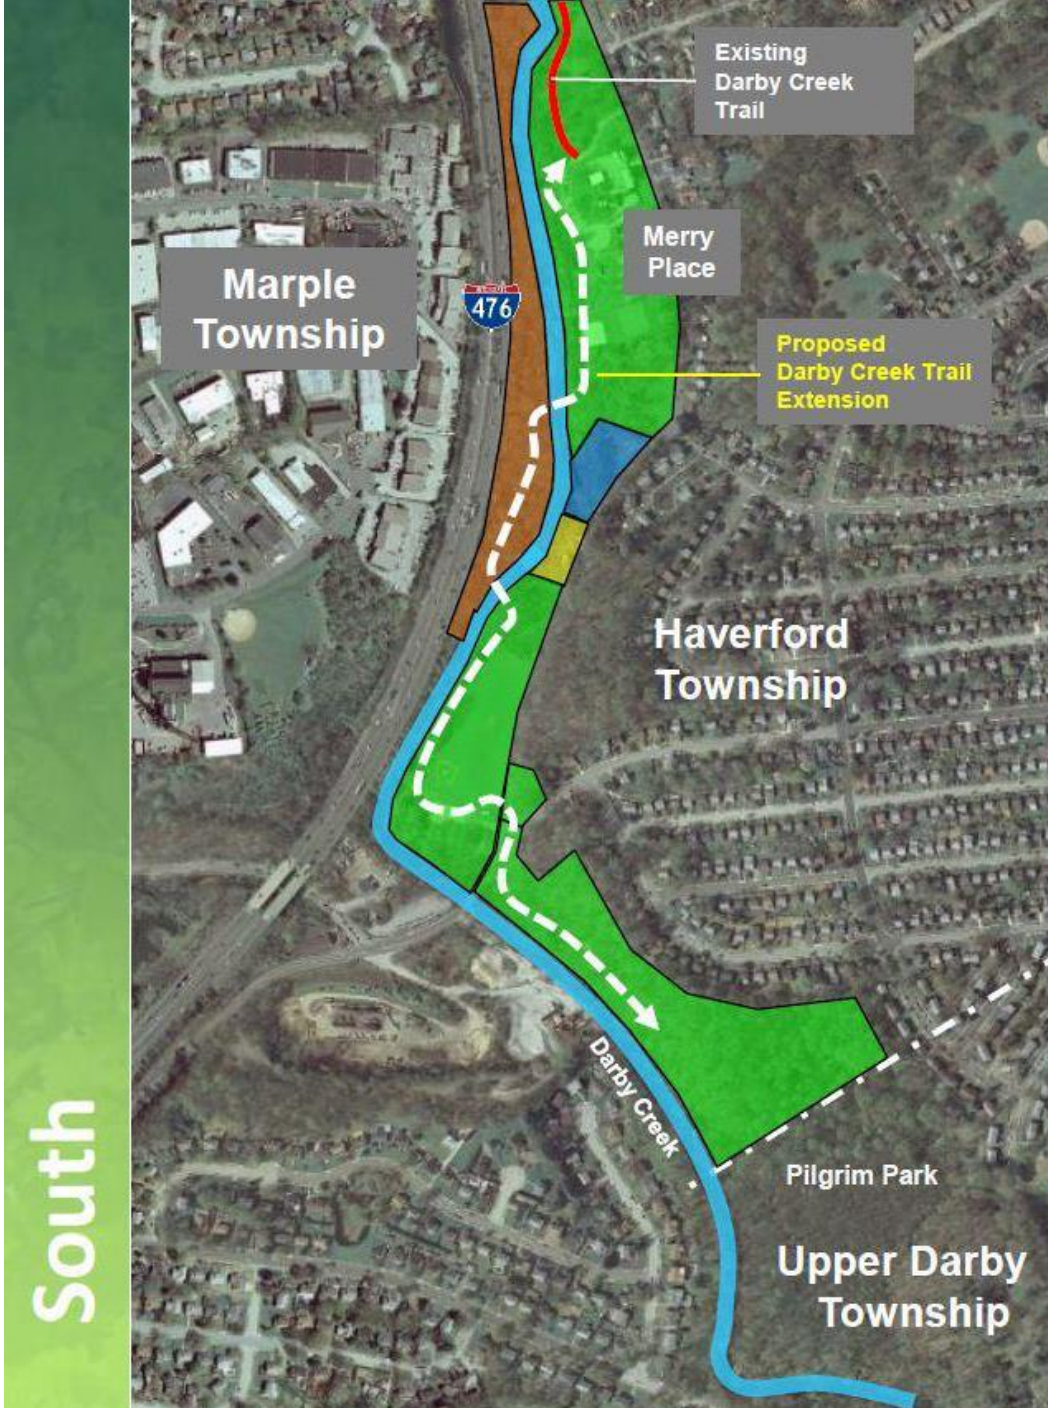 Existing
Darby Creek
Trail
Merry
Place
Marple
Township
476
Proposed
Darby Creek Trail
Extension
Haverford
Township
Darby Creek
Pilgrim Park
Upper Darby
Township
South